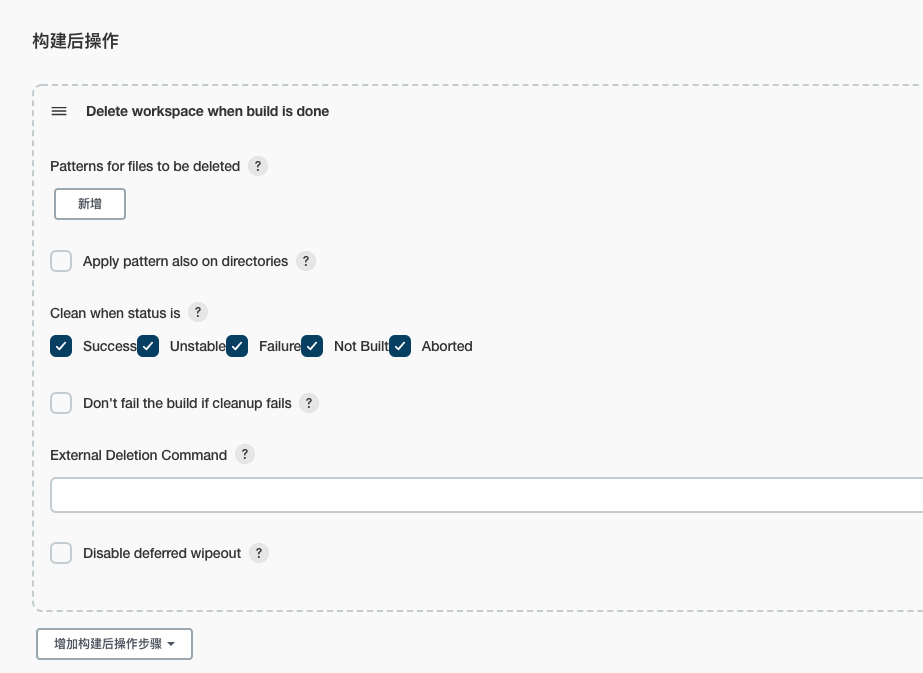 构建后操作
Delete workspace when build is done
Patterns for files to be deleted ?
新增
Apply pattern also on directories ?
Clean when status is ?
Success Unstable Failure Not Built Aborted
Don't fail the build if cleanup fails ?
External Deletion Command ?
Disable deferred wipeout ?
增加构建后操作步骤